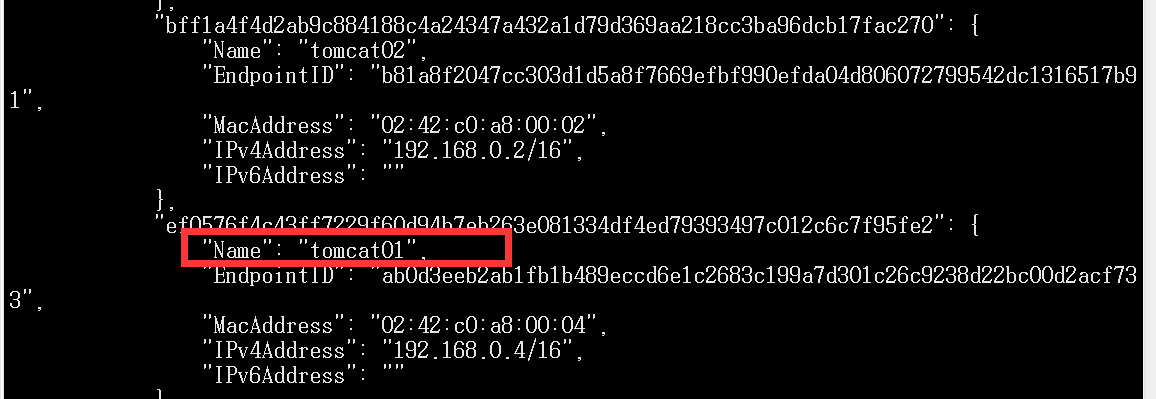 },
"bff1a4f4d2ab9c884188c4a24347a432a1d79d369aa218cc3ba96dcb17fac270": {
"Name": "tomcat02",
"EndpointID": "b81a8f2047cc303d1d5a8f7669efbf990efda04d806072799542dc1316517b9
1",
"MacAddress": "02:42:c0:a8:00:02",
"IPv4Address": "192.168.0.2/16",
"IPv6Address": ""
},
"ef0576f4c43ff7229f60d94b7eb263e081334df4ed79393497c012c6c7f95fe2": {
"Name": "tomcat01",
"EndpointID": "ab0d3eeb2ab1fb1b489eccd6e1c2683c199a7d301c26c9238d22bc00d2acf73
3",
"MacAddress": "02:42:c0:a8:00:04",
"IPv4Address": "192.168.0.4/16",
"IPv6Address": ""
}